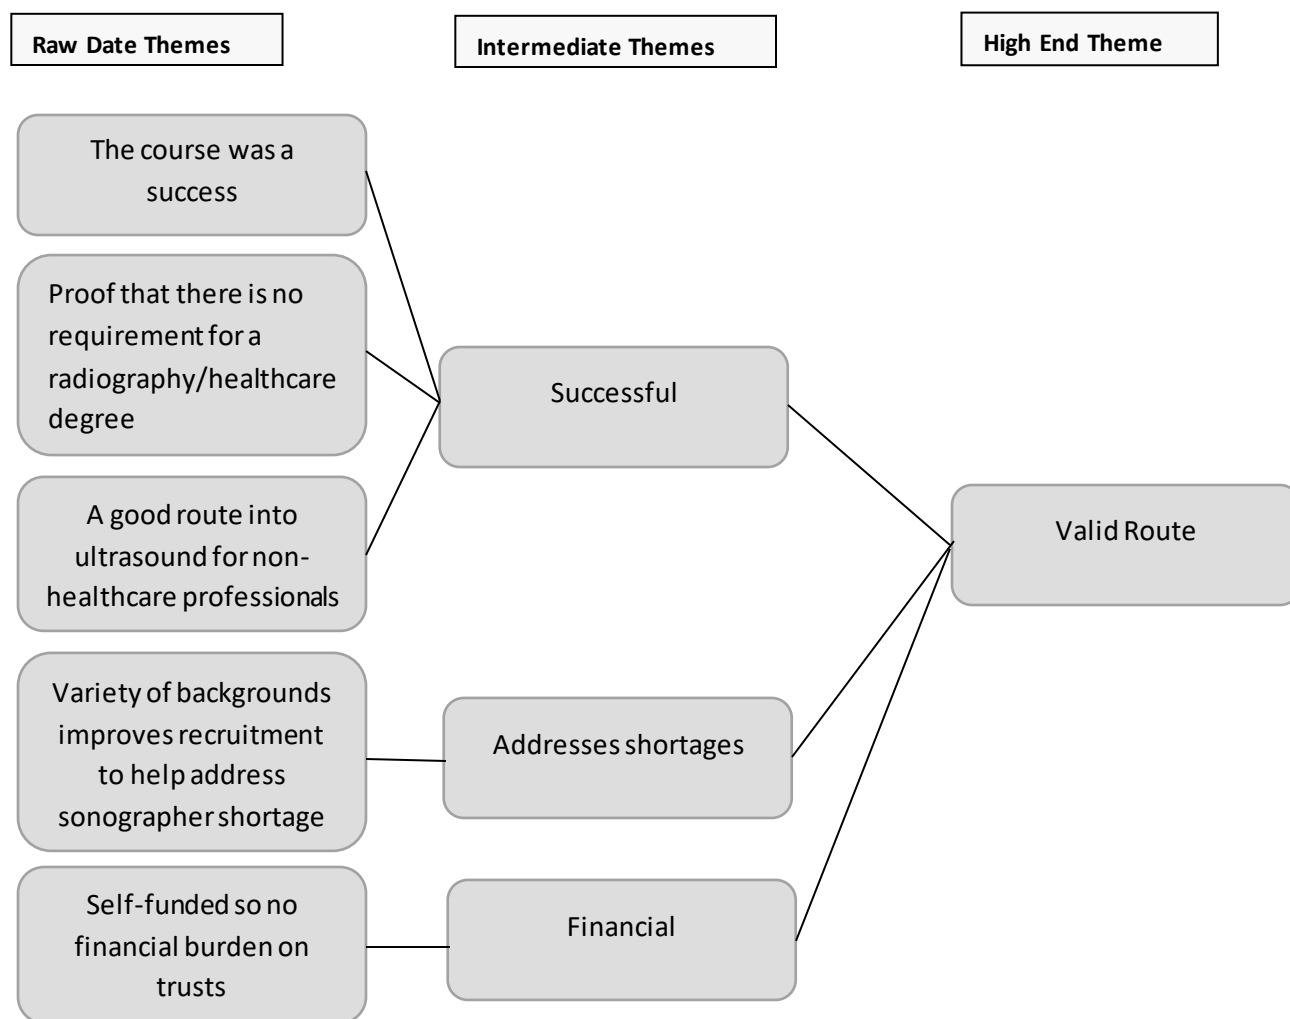 Raw Date Themes
Intermediate Themes
High End Theme
The course was a
success
Proof that there is no
requirement for a
radiography/healthcare
degree
A good route into
ultrasound for non-
healthcare professionals
Variety of backgrounds
improves recruitment
to help address
sonographer shortage
Self-funded so no
financial burden on
trusts
Successful
Addresses shortages
Financial
Valid Route